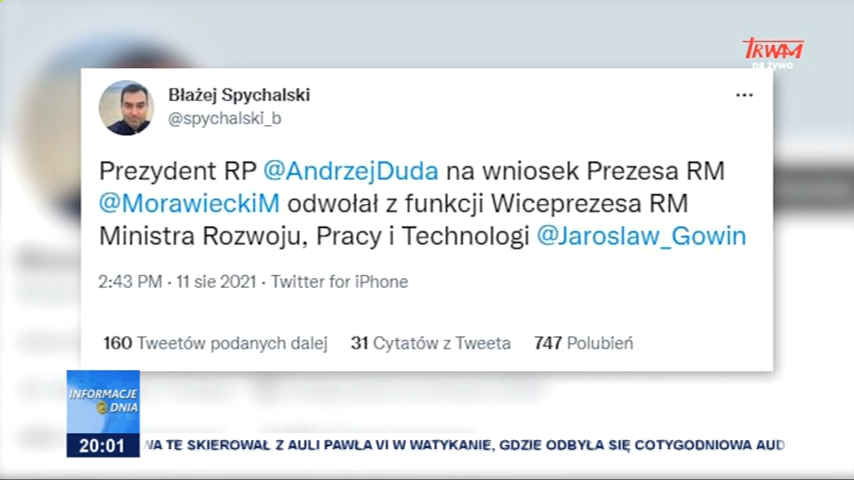 TRWAM
na żywo
Błażej Spychalski
@spychalski_b
Prezydent RP @AndrzejDuda na wniosek Prezesa RM
@MorawieckiM odwołał z funkcji Wiceprezesa RM
Ministra Rozwoju, Pracy i Technologi @Jaroslaw_Gowin
2:43 PM · 11 sie 2021 · Twitter for iPhone
160 Tweetów podanych dalej 31 Cytatów z Tweeta 747 Polubień
INFORMACJE
DNIA
20:01 WA TE SKIEROWAŁ Z AULI PAWŁA VI W WATYKANIE, GDZIE ODBYŁA SIĘ COTYGODNIOWA AUD